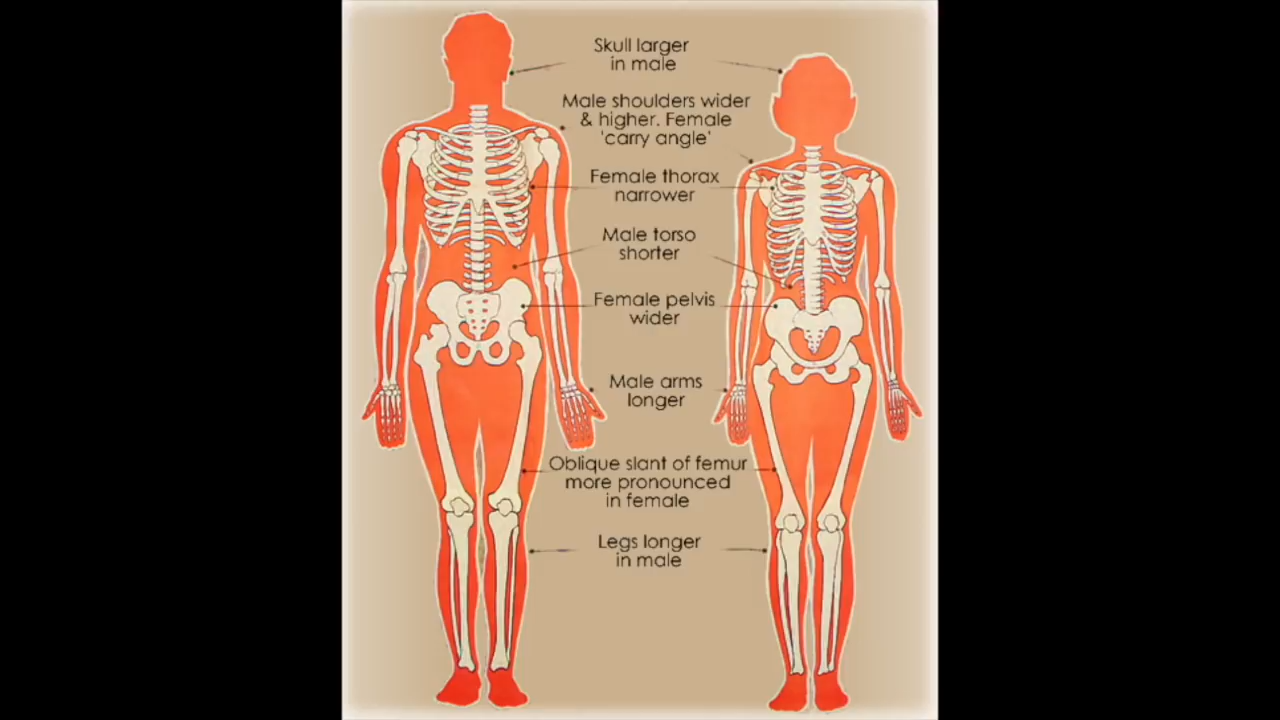 Skull larger
in male
Male shoulders wider
& higher. Female
'carry angle'
Female thorax
narrower
Male torso
shorter
Female pelvis
wider
Male arms
longer
Oblique slant of femur
more pronounced
in female
Legs longer
in male